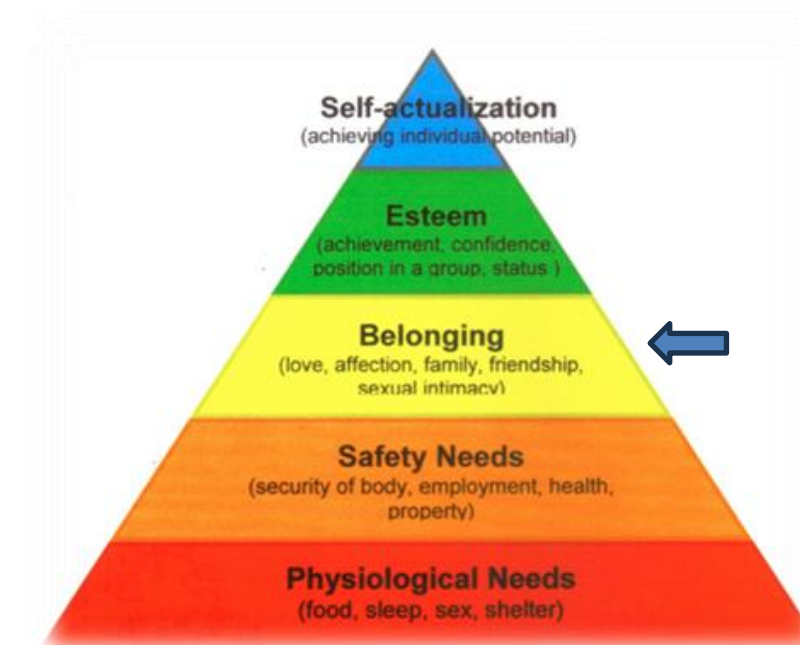 Self-actualization
(achieving individual potential)
Esteem
(achievement, confidence,
position in a group, status )
Belonging
(love, affection, family, friendship,
sexual intimacy)
Safety Needs
(security of body, employment, health,
property)
Physiological Needs
(food, sleep, sex, shelter)